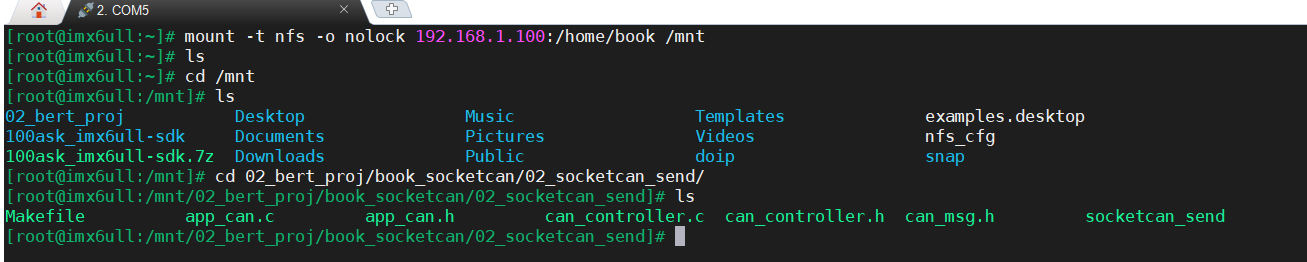 2. COM5
[root@imx6ull:~]# mount -t nfs -o nolock 192.168.1.100:/home/book /mnt
[root@imx6ull:~]# ls
[root@imx6ull:~]# cd /mnt
[root@imx6ull:/mnt]# ls
02_bert_proj Desktop Music Templates examples.desktop
100ask_imx6ull-sdk Documents Pictures Videos nfs_cfg
100ask_imx6ull-sdk.7z Downloads Public doip snap
[root@imx6ull:/mnt]# cd 02_bert_proj/book_socketcan/02_socketcan_send/
[root@imx6ull:/mnt/02_bert_proj/book_socketcan/02_socketcan_send]# ls
Makefile app_can.c app_can.h can_controller.c can_controller.h can_msg.h socketcan_send
[root@imx6ull:/mnt/02_bert_proj/book_socketcan/02_socketcan_send]#